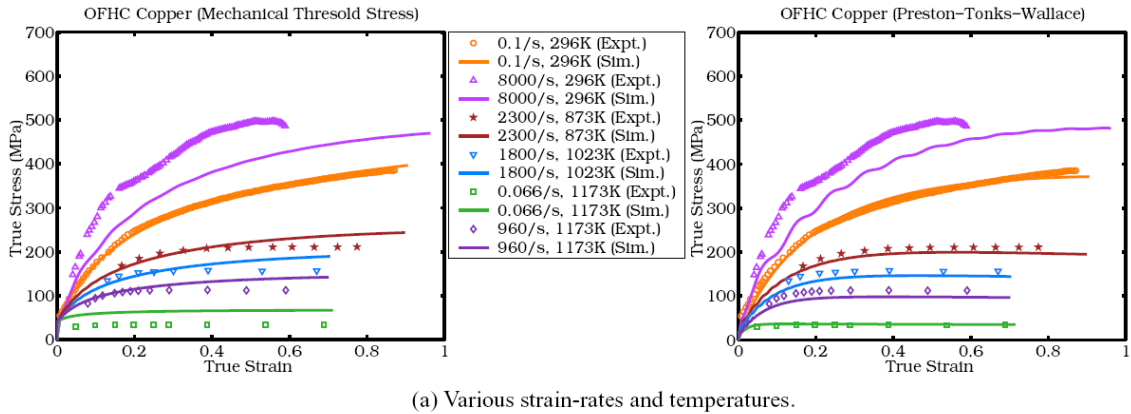 OFHC Copper (Mechanical Thresold Stress)
700
600
500
400
300
200
100
0
True Stress (MPa)
0
0.2
0.4
0.6
0.8
1
True Strain
0.1/s, 296K (Expt.)
0.1/s, 296K (Sim.)
8000/s, 296K (Expt.)
8000/s, 296K (Sim.)
2300/s, 873K (Expt.)
2300/s, 873K (Sim.)
1800/s, 1023K (Expt.)
1800/s, 1023K (Sim.)
0.066/s, 1173K (Expt.)
0.066/s, 1173K (Sim.)
960/s, 1173K (Expt.)
960/s, 1173K (Sim.)
OFHC Copper (Preston–Tonks–Wallace)
700
600
500
400
300
200
100
0
True Stress (MPa)
0
0.2
0.4
0.6
0.8
1
True Strain
(a) Various strain-rates and temperatures.